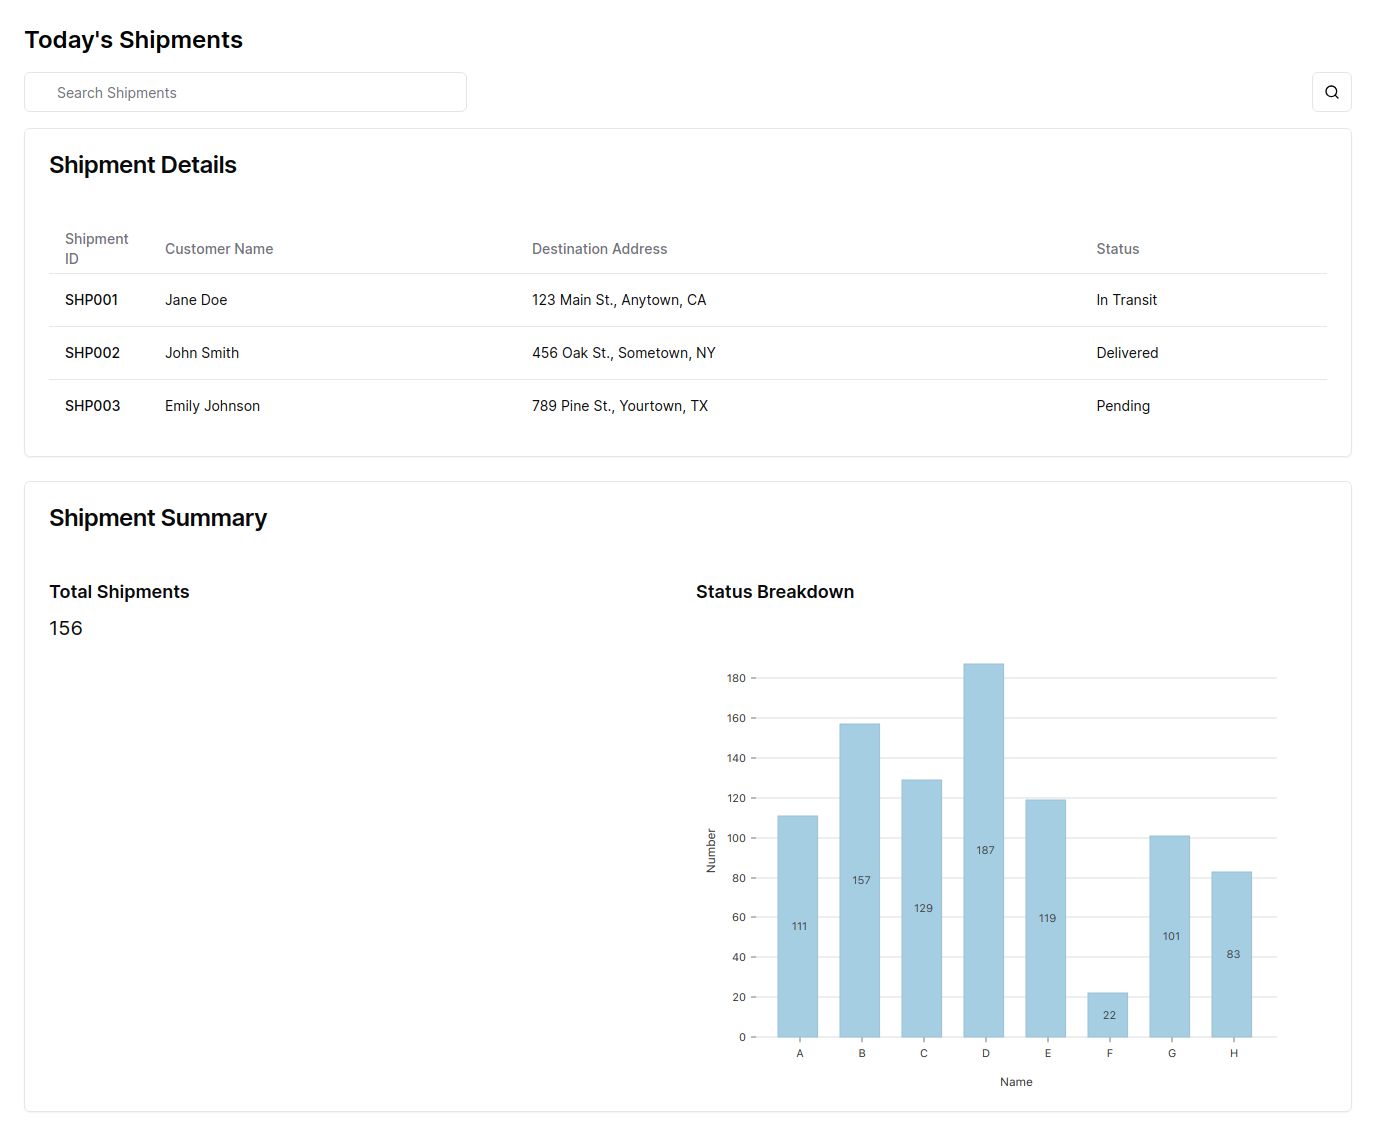 Today's Shipments
Search Shipments
Shipment Details
Shipment ID Customer Name Destination Address Status
SHP001 Jane Doe 123 Main St., Anytown, CA In Transit
SHP002 John Smith 456 Oak St., Sometown, NY Delivered
SHP003 Emily Johnson 789 Pine St., Yourtown, TX Pending
Shipment Summary
Total Shipments
156
Status Breakdown
180
160
140
120
100
80
60
40
20
0
Number
111
157
129
187
119
22
101
83
A B C D E F G H
Name